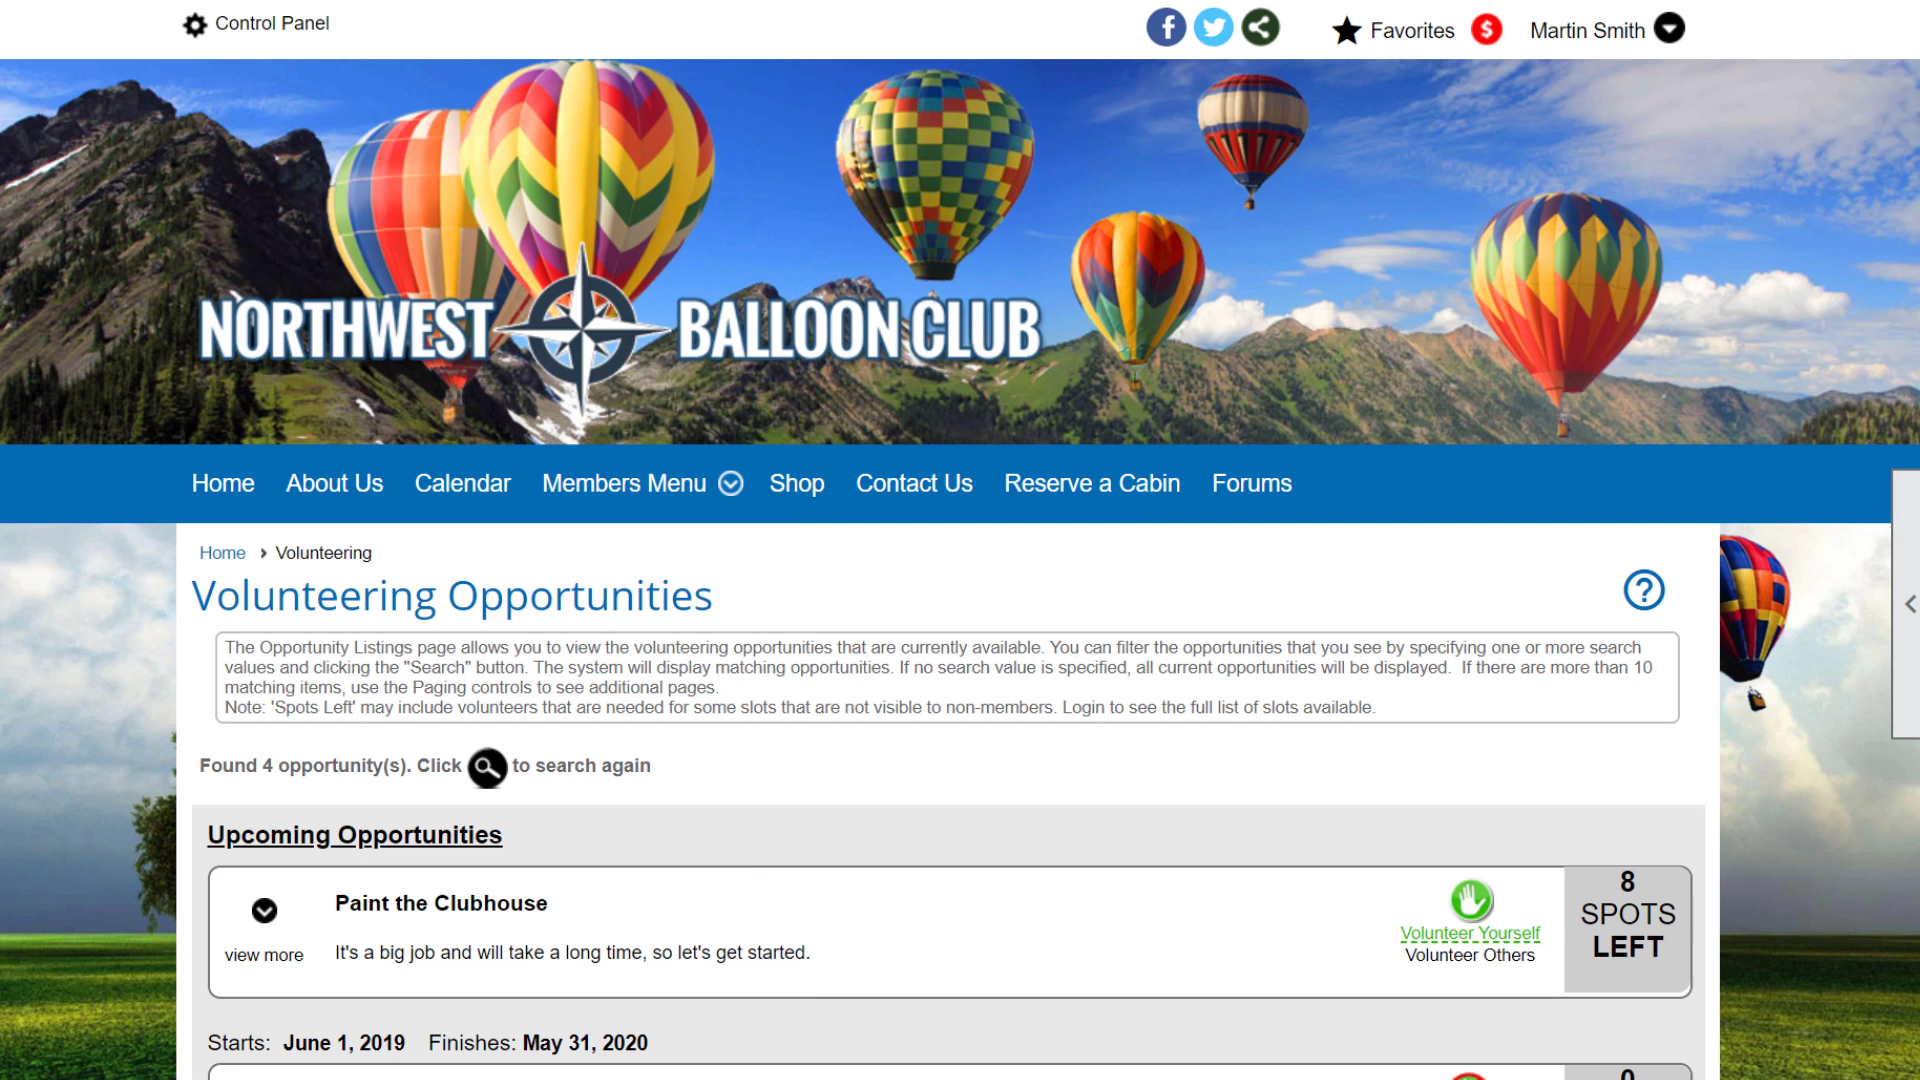 Control Panel
Favorites
Martin Smith
NORTHWEST BALLOON CLUB
Home About Us Calendar Members Menu Shop Contact Us Reserve a Cabin Forums
Home › Volunteering
Volunteering Opportunities
The Opportunity Listings page allows you to view the volunteering opportunities that are currently available. You can filter the opportunities that you see by specifying one or more search
values and clicking the "Search" button. The system will display matching opportunities. If no search value is specified, all current opportunities will be displayed. If there are more than 10
matching items, use the Paging controls to see additional pages.
Note: 'Spots Left' may include volunteers that are needed for some slots that are not visible to non-members. Login to see the full list of slots available.
Found 4 opportunity(s). Click to search again
Upcoming Opportunities
Paint the Clubhouse
view more
It's a big job and will take a long time, so let's get started.
Volunteer Yourself
Volunteer Others
8
SPOTS
LEFT
Starts: June 1, 2019 Finishes: May 31, 2020